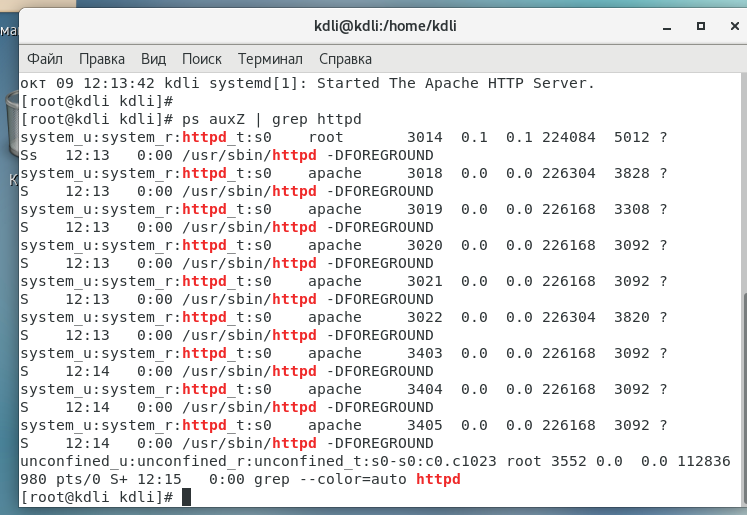 kdli@kdli:/home/kdli
Файл Правка Вид Поиск Терминал Справка
окт 09 12:13:42 kdli systemd[1]: Started The Apache HTTP Server.
[root@kdli kdli]#
[root@kdli kdli]# ps auxZ | grep httpd
system_u:system_r:httpd_t:s0    root       3014  0.1  0.1 224084  5012 ?
Ss   12:13   0:00 /usr/sbin/httpd -DFOREGROUND
system_u:system_r:httpd_t:s0    apache     3018  0.0  0.0 226304  3828 ?
S    12:13   0:00 /usr/sbin/httpd -DFOREGROUND
system_u:system_r:httpd_t:s0    apache     3019  0.0  0.0 226168  3308 ?
S    12:13   0:00 /usr/sbin/httpd -DFOREGROUND
system_u:system_r:httpd_t:s0    apache     3020  0.0  0.0 226168  3092 ?
S    12:13   0:00 /usr/sbin/httpd -DFOREGROUND
system_u:system_r:httpd_t:s0    apache     3021  0.0  0.0 226168  3092 ?
S    12:13   0:00 /usr/sbin/httpd -DFOREGROUND
system_u:system_r:httpd_t:s0    apache     3022  0.0  0.0 226304  3820 ?
S    12:13   0:00 /usr/sbin/httpd -DFOREGROUND
system_u:system_r:httpd_t:s0    apache     3403  0.0  0.0 226168  3092 ?
S    12:14   0:00 /usr/sbin/httpd -DFOREGROUND
system_u:system_r:httpd_t:s0    apache     3404  0.0  0.0 226168  3092 ?
S    12:14   0:00 /usr/sbin/httpd -DFOREGROUND
system_u:system_r:httpd_t:s0    apache     3405  0.0  0.0 226168  3092 ?
S    12:14   0:00 /usr/sbin/httpd -DFOREGROUND
unconfined_u:unconfined_r:unconfined_t:s0-s0:c0.c1023 root 3552 0.0  0.0 112836
980 pts/0 S+ 12:15   0:00 grep --color=auto httpd
[root@kdli kdli]#